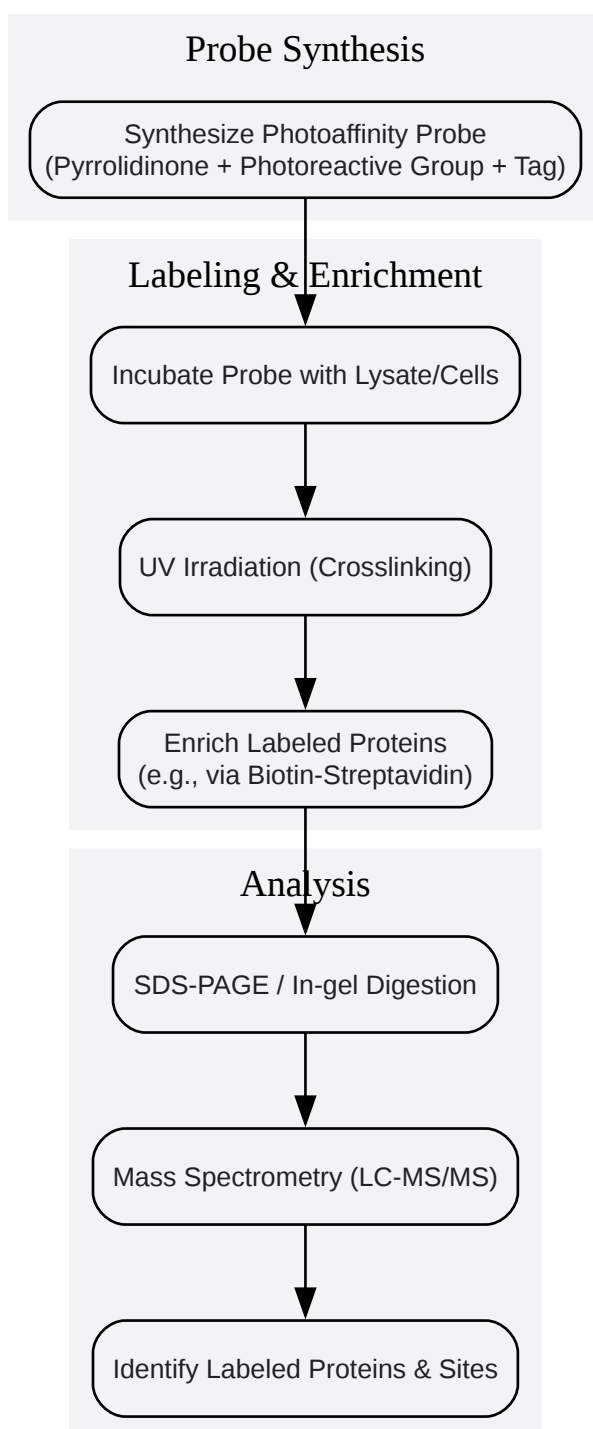 Probe Synthesis
Synthesize Photoaffinity Probe
(Pyrrolidinone + Photoreactive Group + Tag)
Labeling & Enrichment
Incubate Probe with Lysate/Cells
UV Irradiation (Crosslinking)
Enrich Labeled Proteins
(e.g., via Biotin-Streptavidin)
Analysis
SDS-PAGE / In-gel Digestion
Mass Spectrometry (LC-MS/MS)
Identify Labeled Proteins & Sites